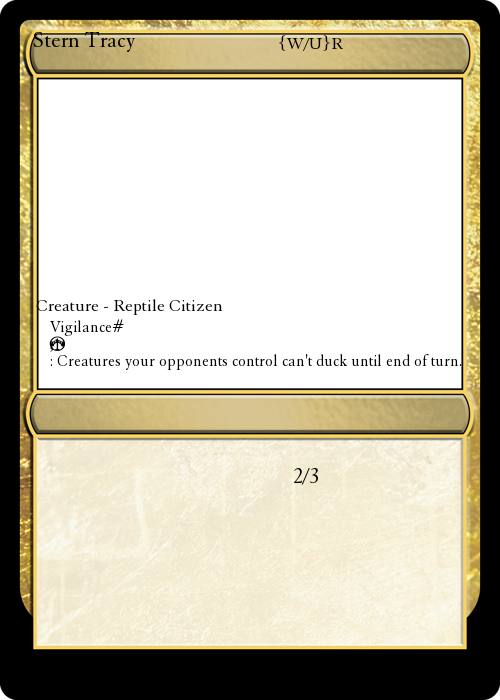 Stern Tracy {W/U}R
Creature - Reptile Citizen
Vigilance#
: Creatures your opponents control can't duck until end of turn.
2/3